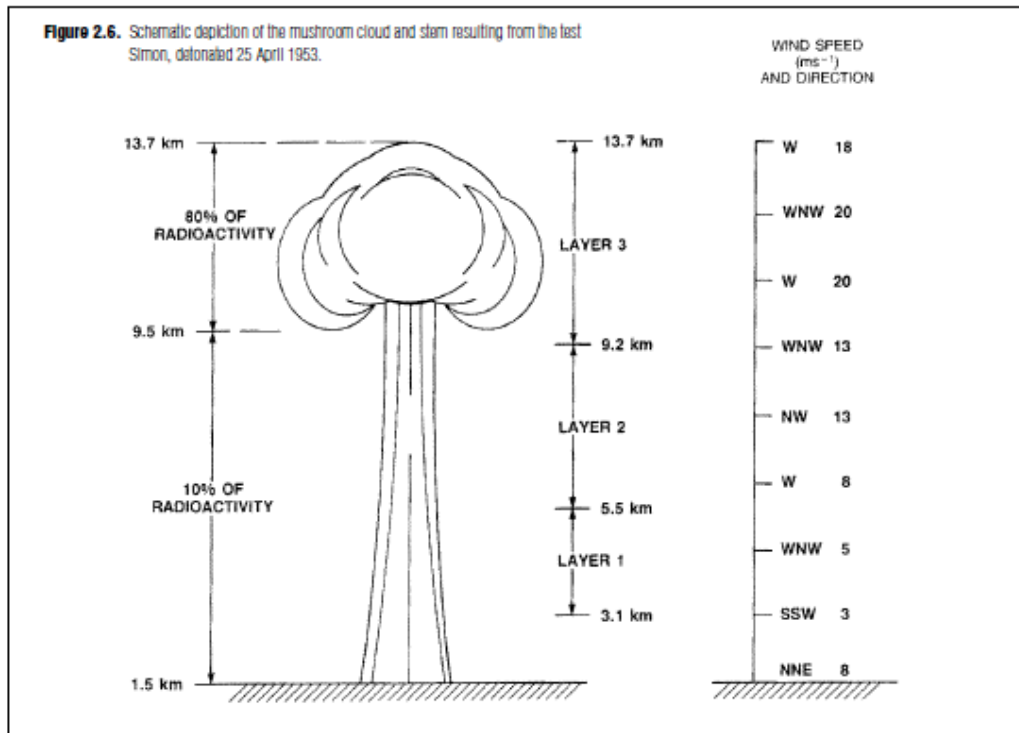 Figure 2.6. Schematic depiction of the mushroom cloud and stem resulting from the test
Simon, detonated 25 April 1953.
WIND SPEED
(ms⁻¹)
AND DIRECTION
13.7 km
80% OF
RADIOACTIVITY
9.5 km
10% OF
RADIOACTIVITY
1.5 km
13.7 km
LAYER 3
9.2 km
LAYER 2
5.5 km
LAYER 1
3.1 km
W 18
WNW 20
W 20
WNW 13
NW 13
W 8
WNW 5
SSW 3
NNE 8